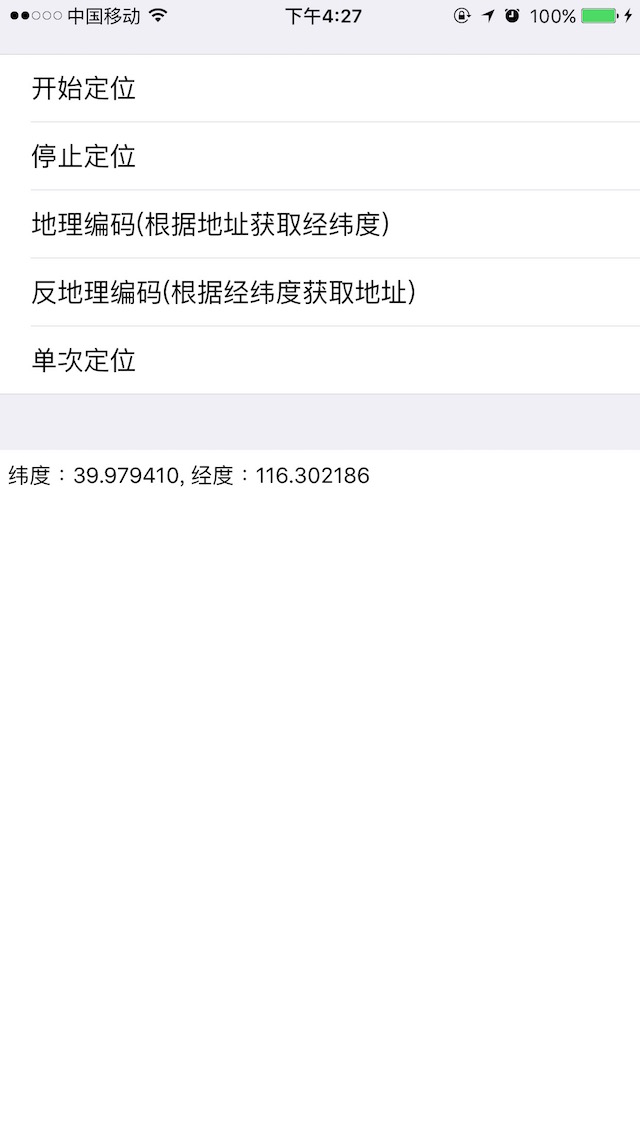 中国移动 下午4:27 100%
开始定位
停止定位
地理编码(根据地址获取经纬度)
反地理编码(根据经纬度获取地址)
单次定位
纬度：39.979410, 经度：116.302186